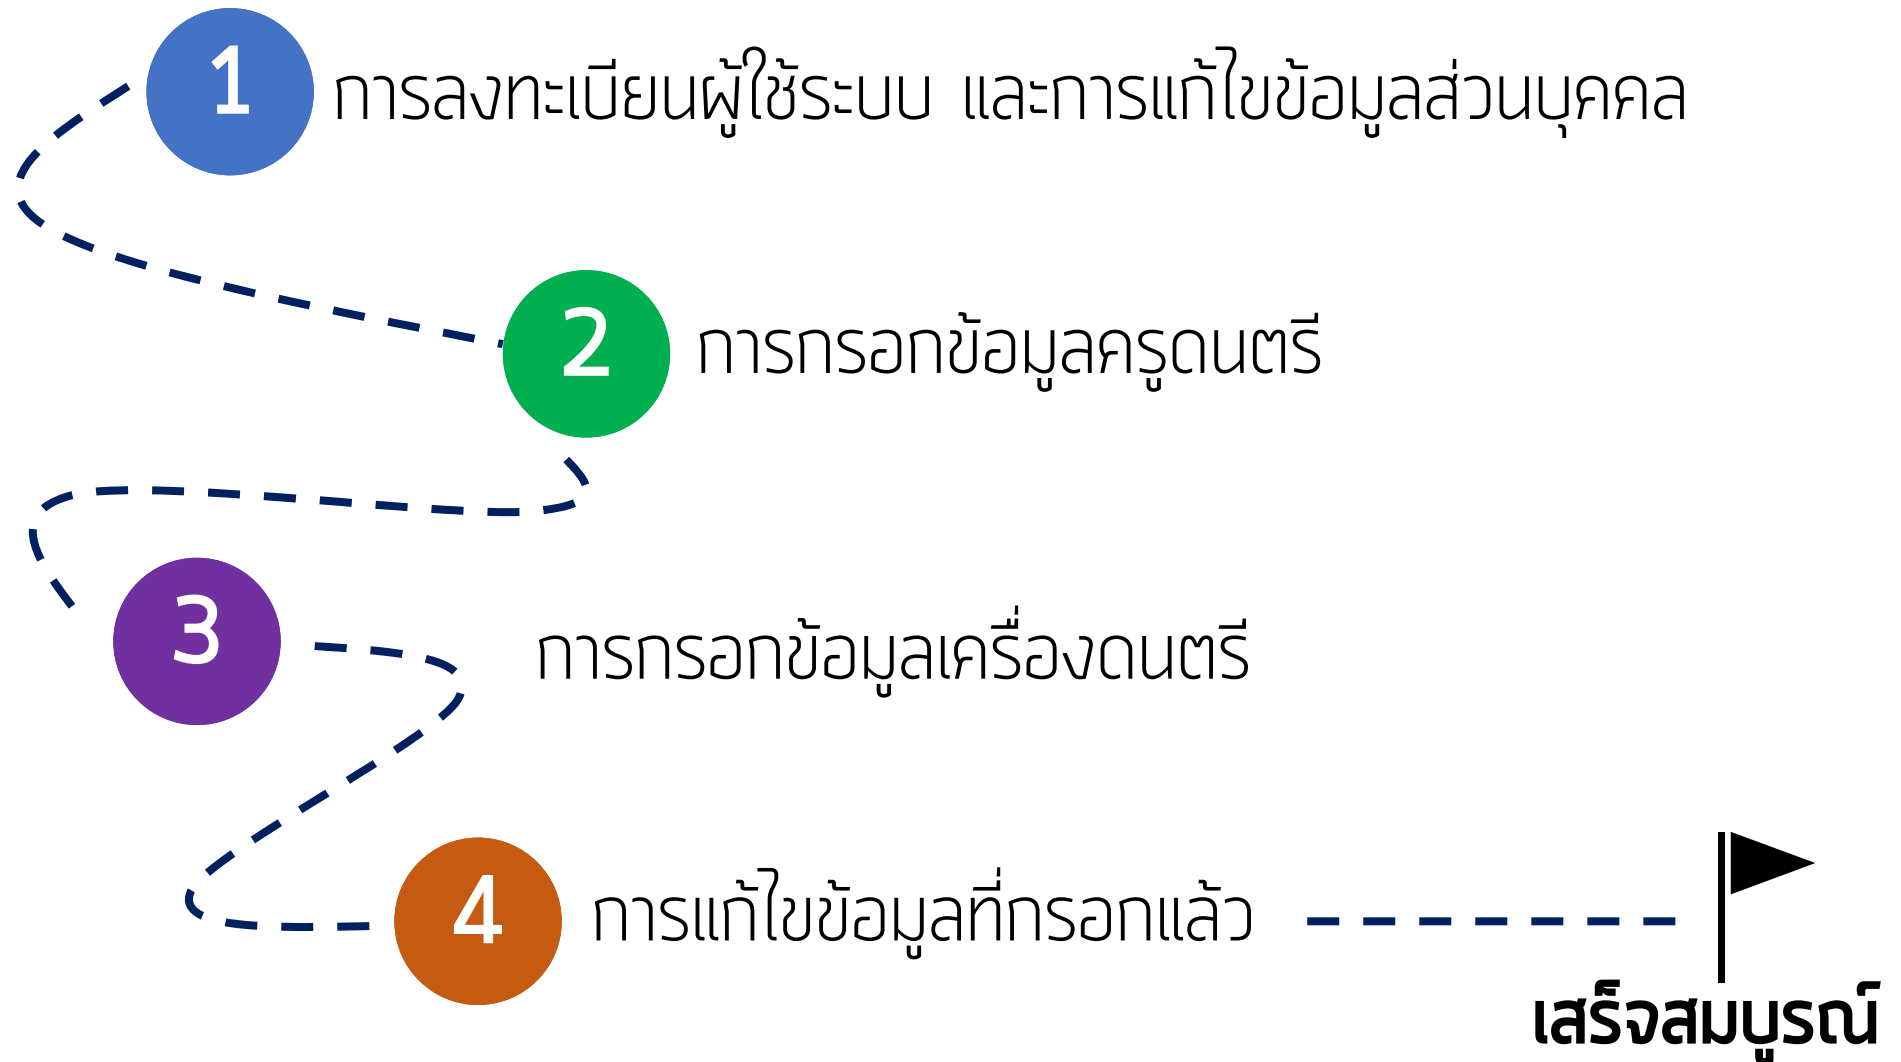 1 การลงทะเบียนผู้ใช้ระบบ และการแก้ไขข้อมูลส่วนบุคคล
2 การกรอกข้อมูลครูดนตรี
3 การกรอกข้อมูลเครื่องดนตรี
4 การแก้ไขข้อมูลที่กรอกแล้ว
เสร็จสมบูรณ์